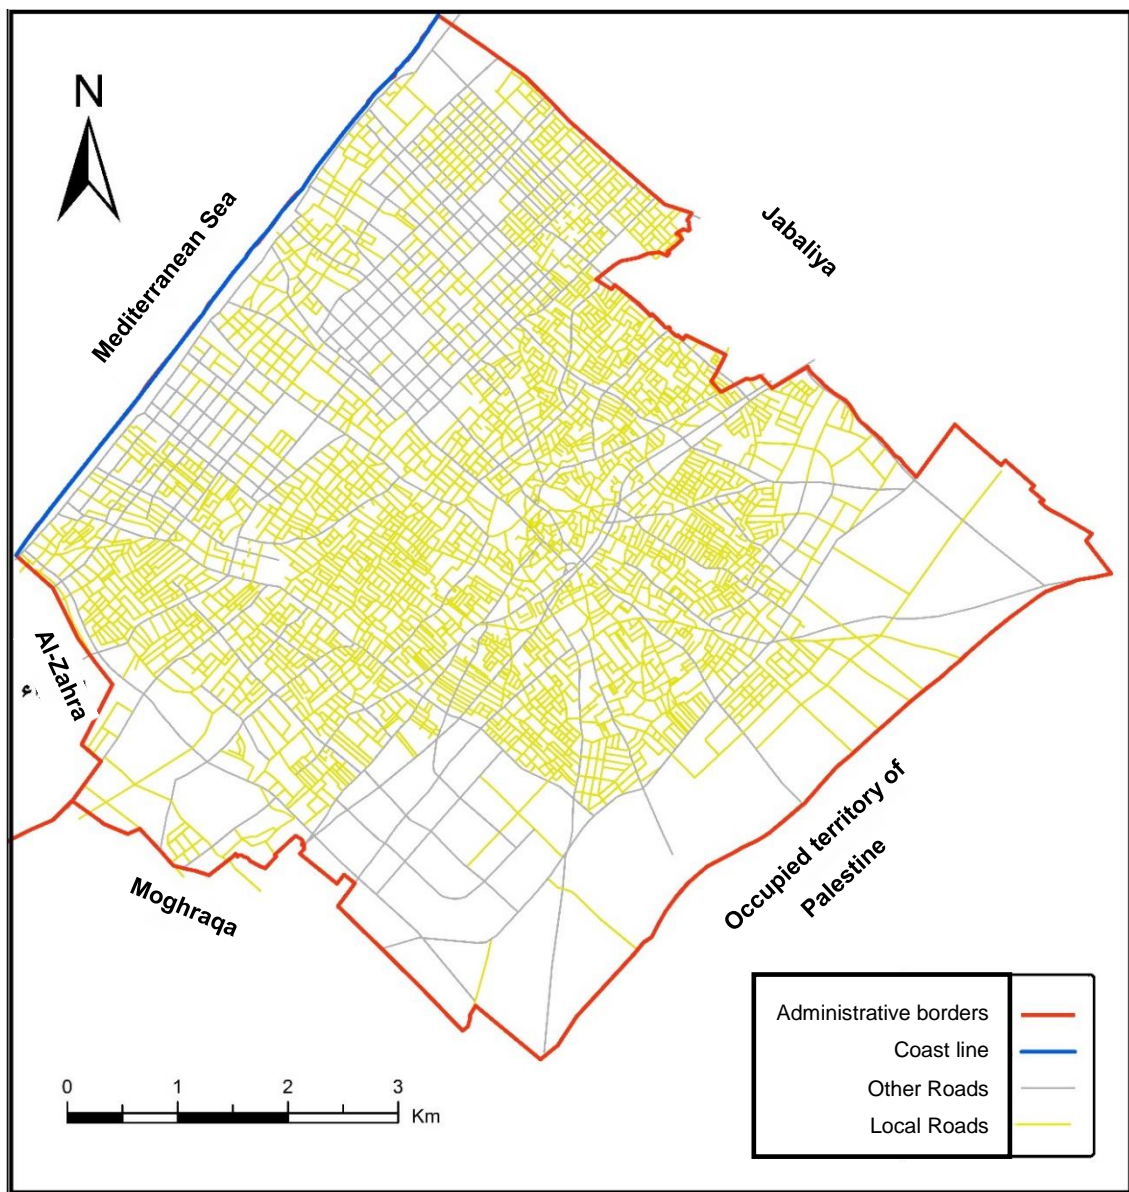 N
Mediterranean Sea
Jabaliya
Al-Zahra
Moghraqa
Occupied territory of
Palestine
Administrative borders
Coast line
Other Roads
Local Roads
0 1 2 3
Km